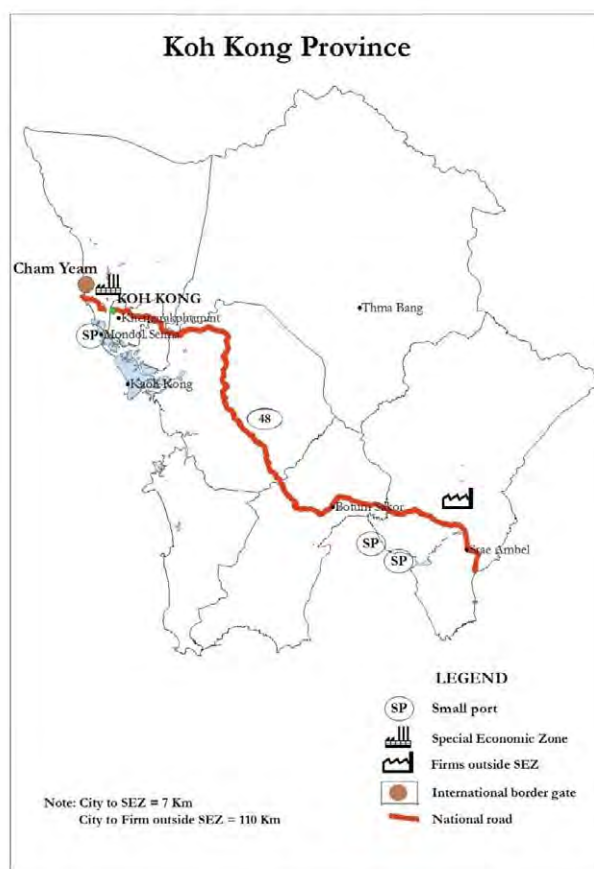 Koh Kong Province
Cham Yeam
KOH KONG
Thma Bang
SP
Mondol Seima
Kaoh Kong
48
Botum Sakor
SP
SP
Srae Ambel
LEGEND
SP Small port
Special Economic Zone
Firms outside SEZ
International border gate
National road
Note: City to SEZ = 7 Km
City to Firm outside SEZ = 110 Km